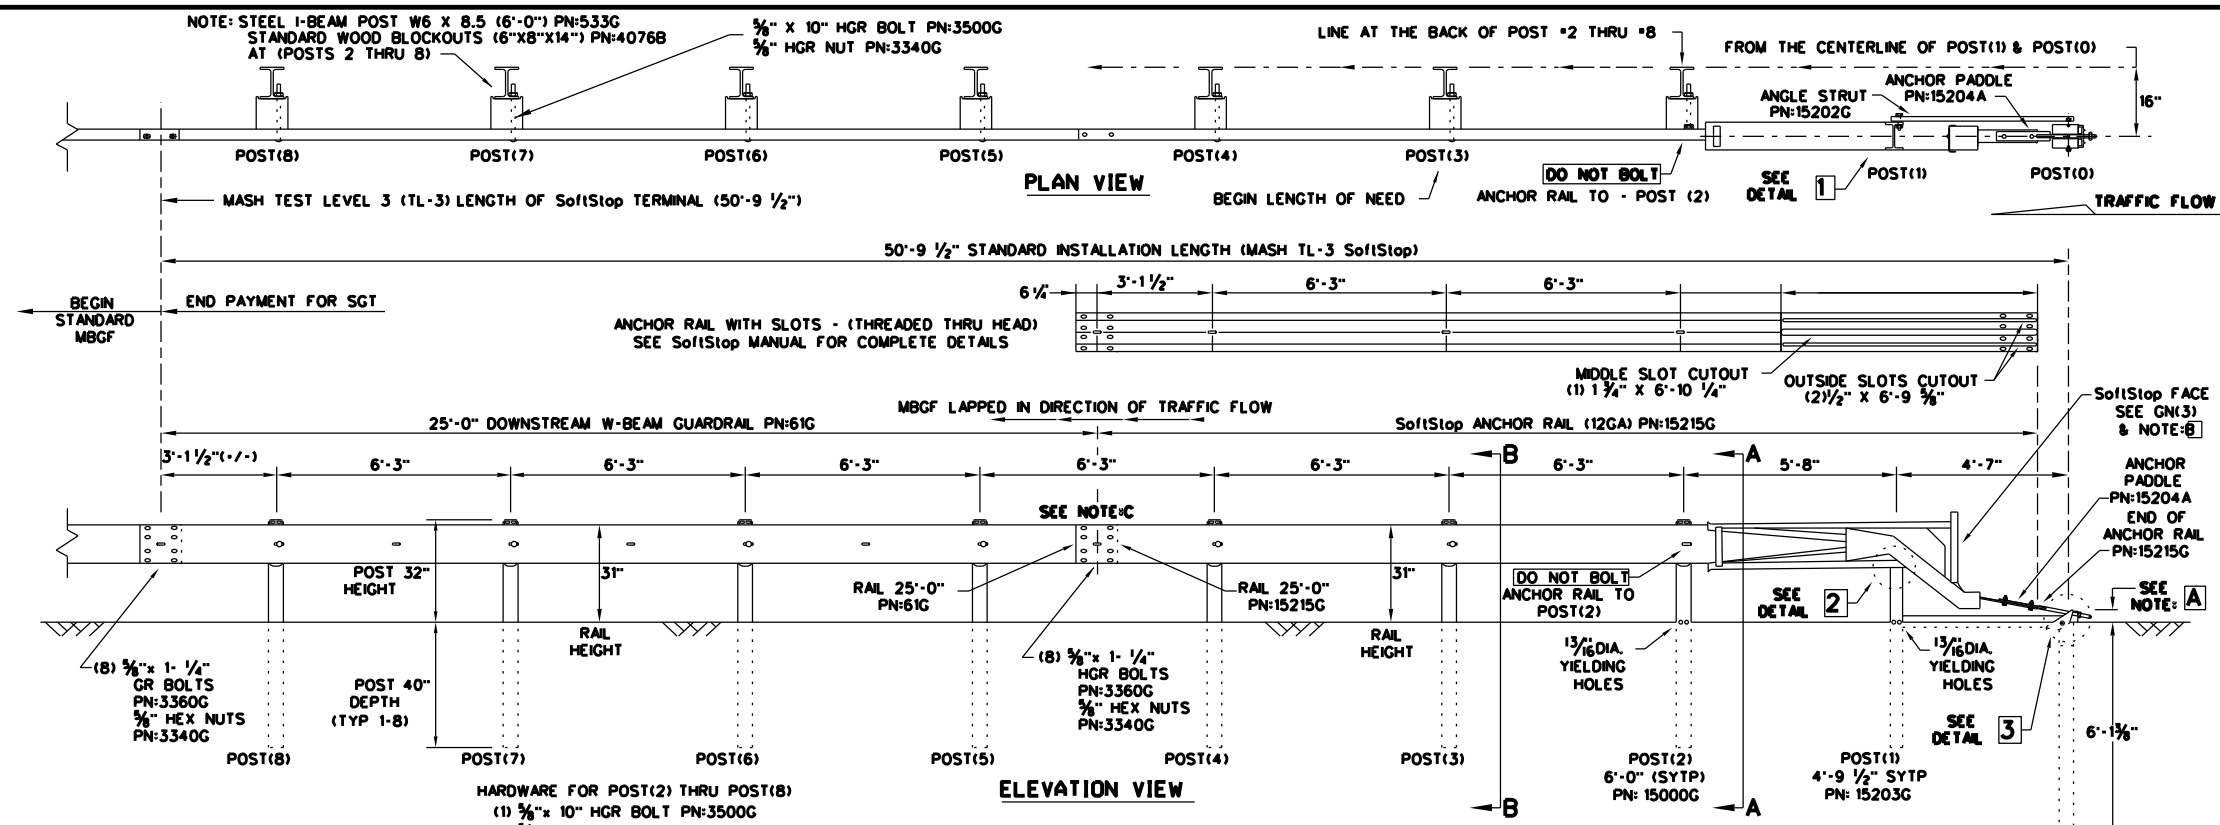 NOTE: STEEL I-BEAM POST W6 X 8.5 (6'-0") PN:533G
STANDARD WOOD BLOCKOUTS (6"X8"X14") PN:4076B
AT (POSTS 2 THRU 8)
5/8" X 10" HGR BOLT PN:3500G
5/8" HGR NUT PN:3340G
LINE AT THE BACK OF POST #2 THRU #8
FROM THE CENTERLINE OF POST(1) & POST(0)
ANCHOR PADDLE
PN:15204A
ANGLE STRUT
PN:15202G
16"
POST(8)
POST(7)
POST(6)
POST(5)
POST(4)
POST(3)
DO NOT BOLT
ANCHOR RAIL TO - POST (2)
SEE
DETAIL 1
POST(1)
POST(0)
PLAN VIEW
BEGIN LENGTH OF NEED
MASH TEST LEVEL 3 (TL-3) LENGTH OF SoftStop TERMINAL (50'-9 1/2")
TRAFFIC FLOW
50'-9 1/2" STANDARD INSTALLATION LENGTH (MASH TL-3 SoftStop)
BEGIN
STANDARD
MBGF
END PAYMENT FOR SGT
6 1/4"
3'-1 1/2"
6'-3"
6'-3"
ANCHOR RAIL WITH SLOTS - (THREADED THRU HEAD)
SEE SoftStop MANUAL FOR COMPLETE DETAILS
MIDDLE SLOT CUTOUT
(1) 1 3/4" X 6'-10 1/4"
OUTSIDE SLOTS CUTOUT
(2)1/2" X 6'-9 5/8"
SoftStop FACE
SEE GN(3)
& NOTE:B
MBGF LAPPED IN DIRECTION OF TRAFFIC FLOW
25'-0" DOWNSTREAM W-BEAM GUARDRAIL PN:61G
SoftStop ANCHOR RAIL (12GA) PN:15215G
3'-1 1/2"(+/-)
6'-3"
6'-3"
6'-3"
6'-3"
6'-3"
6'-3"
5'-8"
4'-7"
B
A
ANCHOR
PADDLE
PN:15204A
END OF
ANCHOR RAIL
PN:15215G
SEE NOTE:C
POST 32"
HEIGHT
31"
RAIL 25'-0"
PN:61G
RAIL 25'-0"
PN:15215G
31"
DO NOT BOLT
ANCHOR RAIL TO
POST(2)
SEE
DETAIL 2
SEE
NOTE: A
RAIL
HEIGHT
RAIL
HEIGHT
(8) 5/8"x 1- 1/4"
GR BOLTS
PN:3360G
5/8" HEX NUTS
PN:3340G
POST 40"
DEPTH
(TYP 1-8)
(8) 5/8"x 1- 1/4"
HGR BOLTS
PN:3360G
5/8" HEX NUTS
PN:3340G
13/16"DIA.
YIELDING
HOLES
13/16"DIA.
YIELDING
HOLES
SEE
DETAIL 3
6'-1 3/8"
POST(8)
POST(7)
POST(6)
POST(5)
POST(4)
POST(3)
POST(2)
6'-0" (SYTP)
PN: 15000G
POST(1)
4'-9 1/2" SYTP
PN: 15203G
HARDWARE FOR POST(2) THRU POST(8)
(1) 5/8"x 10" HGR BOLT PN:3500G
ELEVATION VIEW
B
A